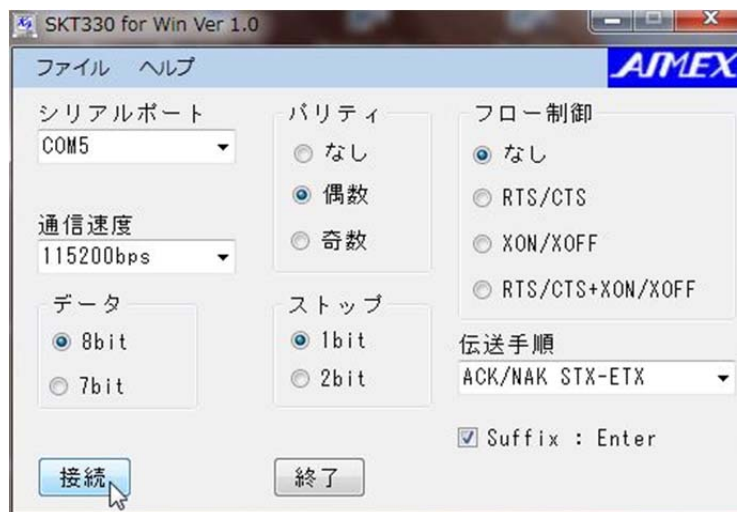 SKT330 for Win Ver 1.0
ファイル ヘルプ
AIMEX
シリアルポート
COM5
通信速度
115200bps
データ
8bit
7bit
パリティ
なし
偶数
奇数
ストップ
1bit
2bit
フロー制御
なし
RTS/CTS
XON/XOFF
RTS/CTS+XON/XOFF
伝送手順
ACK/NAK STX-ETX
Suffix : Enter
接続
終了